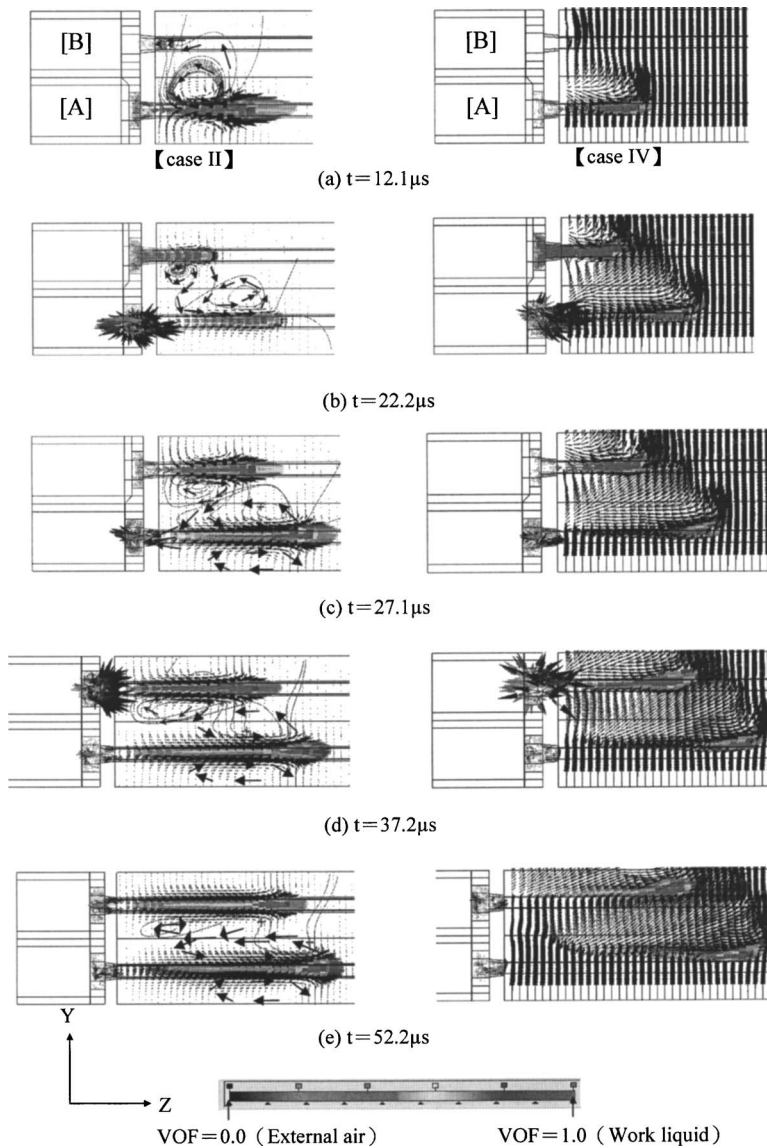 [B]
[A]
[B]
[A]
【case II】
【case IV】
(a) t=12.1μs
(b) t=22.2μs
(c) t=27.1μs
(d) t=37.2μs
(e) t=52.2μs
Y
Z
VOF=0.0（External air）
VOF=1.0（Work liquid）